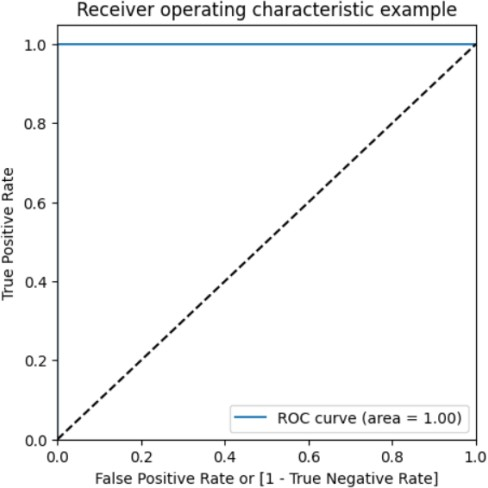 Receiver operating characteristic example
True Positive Rate
1.0
0.8
0.6
0.4
0.2
0.0
0.0 0.2 0.4 0.6 0.8 1.0
ROC curve (area = 1.00)
False Positive Rate or [1 - True Negative Rate]